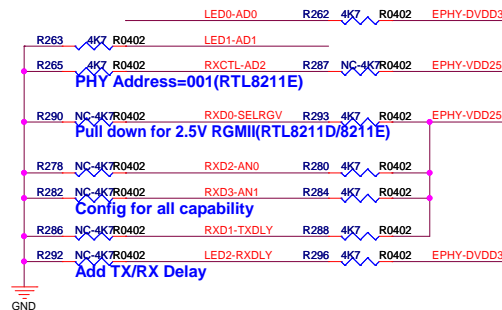 LED0-AD0 R262 4K7 R0402 EPHY-DVDD3
R263 4K7 R0402 LED1-AD1
R265 4K7 R0402 RXCTL-AD2 R287 NC-4K7 R0402 EPHY-VDD25
PHY Address=001(RTL8211E)
R290 NC-4K7 R0402 RXD0-SELRGV R293 4K7 R0402 EPHY-VDD25
Pull down for 2.5V RGMII(RTL8211D/8211E)
R278 NC-4K7 R0402 RXD2-AN0 R280 4K7 R0402
R282 NC-4K7 R0402 RXD3-AN1 R284 4K7 R0402
Config for all capability
R286 NC-4K7 R0402 RXD1-TXDLY R288 4K7 R0402
R292 NC-4K7 R0402 LED2-RXDLY R296 4K7 R0402 EPHY-DVDD3
Add TX/RX Delay
GND